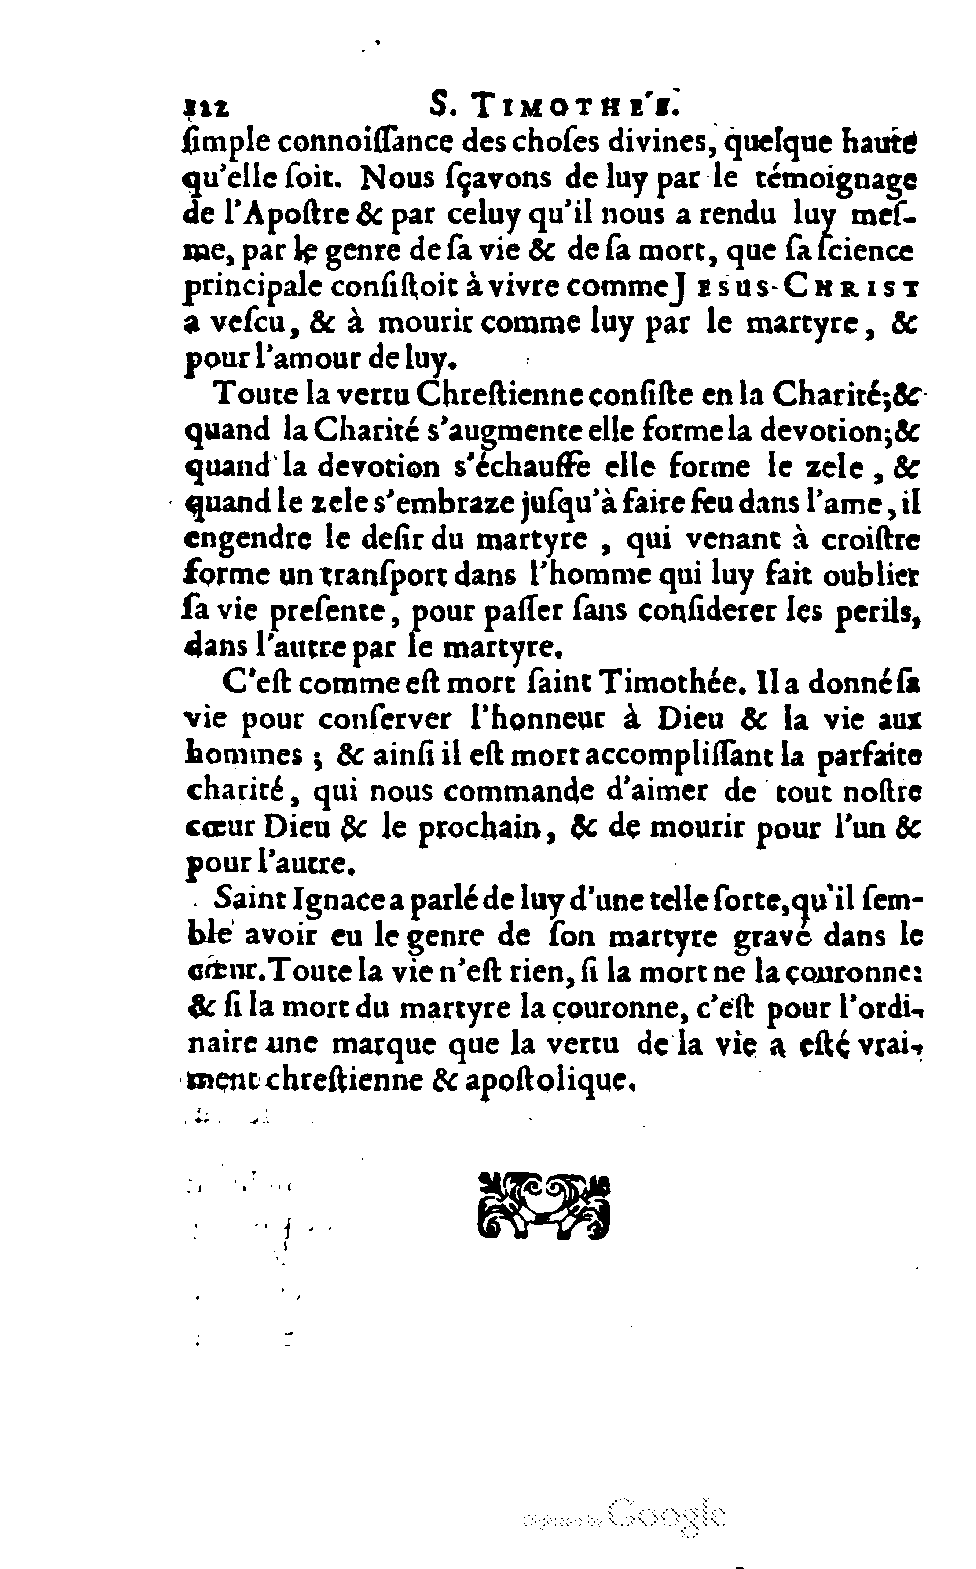 112 S. TIMOTHÉE.
ſimple connoiſſance des choſes divines, quelque haute
qu'elle ſoit. Nous ſçavons de luy par le témoignage
de l'Apoſtre & par celuy qu'il nous a rendu luy meſ-
me, par le genre de ſa vie & de ſa mort, que ſa ſcience
principale conſiſtoit à vivre comme JESUS-CHRIST
a veſcu, & à mourir comme luy par le martyre, &
pour l'amour de luy.
Toute la vertu Chreſtienne conſiſte en la Charité; &
quand la Charité s'augmente elle forme la devotion; &
quand la devotion s'échauffe elle forme le zele, &
quand le zele s'embraze juſqu'à faire feu dans l'ame, il
engendre le deſir du martyre, qui venant à croiſtre
forme un tranſport dans l'homme qui luy fait oublier
ſa vie preſente, pour paſſer ſans conſiderer les perils,
dans l'autre par le martyre.
C'eſt comme eſt mort ſaint Timothée. Il a donné ſa
vie pour conſerver l'honneur à Dieu & la vie aux
hommes; & ainſi il eſt mort accompliſſant la parfaite
charité, qui nous commande d'aimer de tout noſtre
cœur Dieu & le prochain, & de mourir pour l'un &
pour l'autre.
Saint Ignace a parlé de luy d'une telle ſorte, qu'il ſem-
ble avoir eu le genre de ſon martyre gravé dans le
cœur. Toute la vie n'eſt rien, ſi la mort ne la couronne:
& ſi la mort du martyre la couronne, c'eſt pour l'ordi-
naire une marque que la vertu de la vie a eſté vrai-
ment chreſtienne & apoſtolique.
Digitized by Google